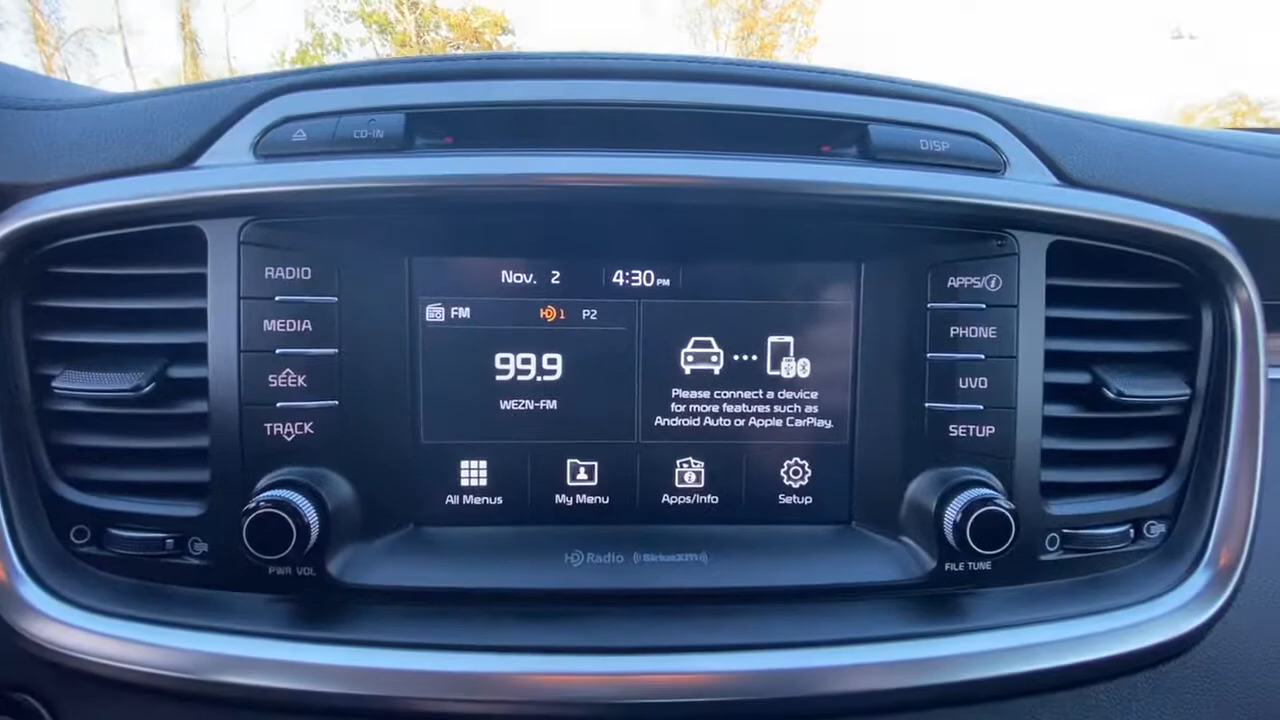 CD-IN
DISP
RADIO
MEDIA
SEEK
TRACK
PWR VOL
Nov. 2
4:30 PM
FM
HD 1
P2
99.9
WEZN-FM
Please connect a device
for more features such as
Android Auto or Apple CarPlay.
All Menus
My Menu
Apps/Info
Setup
HD Radio
SiriusXM
APPS/i
PHONE
UVO
SETUP
FILE TUNE